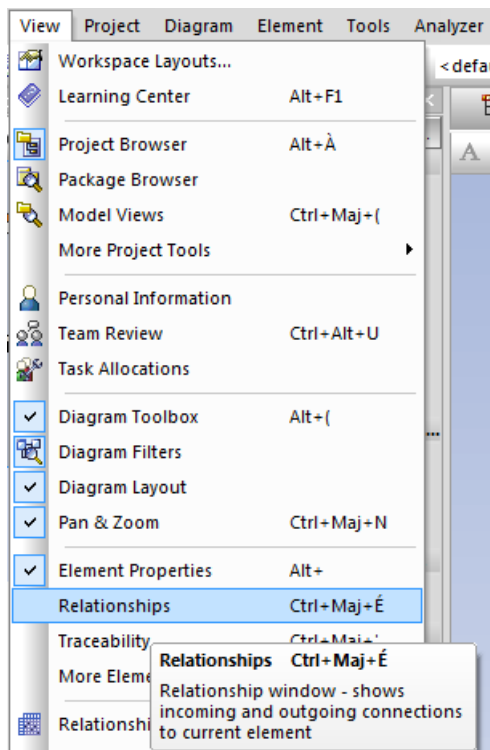 View Project Diagram Element Tools Analyzer
Workspace Layouts...
< defau
Learning Center Alt+F1
Project Browser Alt+À
A
Package Browser
Model Views Ctrl+Maj+(
More Project Tools
Personal Information
Team Review Ctrl+Alt+U
Task Allocations
Diagram Toolbox Alt+(
Diagram Filters
Diagram Layout
Pan & Zoom Ctrl+Maj+N
Element Properties Alt+
Relationships Ctrl+Maj+É
Traceability
More Eleme
Relationships Ctrl+Maj+É
Relationship window - shows
incoming and outgoing connections
to current element
Relationshi